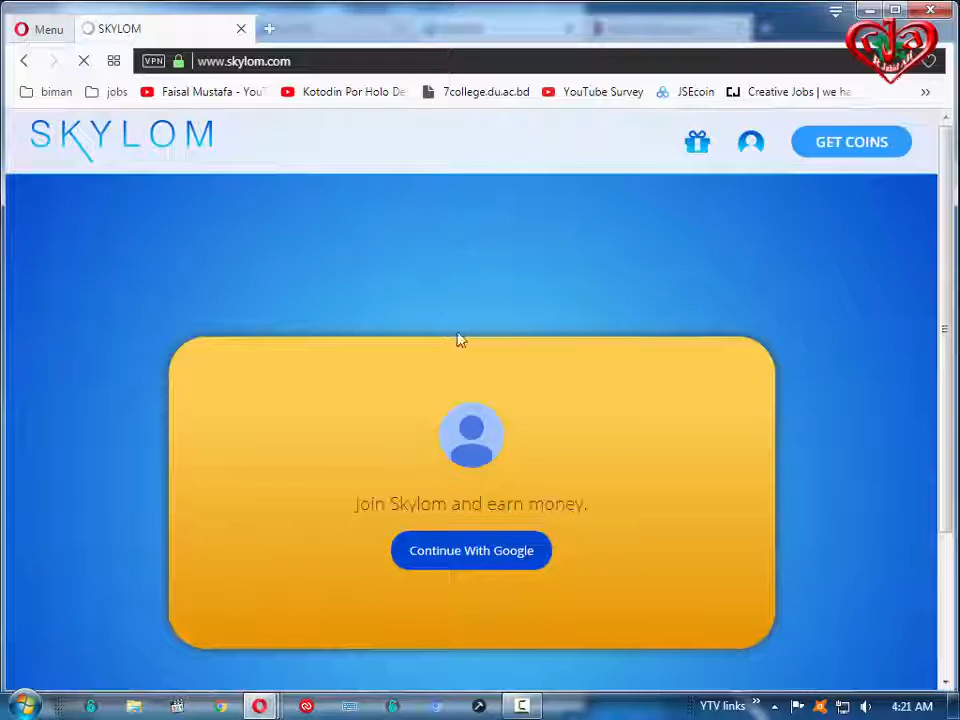 Menu
SKYLOM
VPN
www.skylom.com
biman
jobs
Faisal Mustafa - You
Kotodin Por Holo De
7college.du.ac.bd
YouTube Survey
JSEcoin
Creative Jobs | we ha
»
SKYLOM
GET COINS
Join Skylom and earn money.
Continue With Google
YTV links
»
4:21 AM